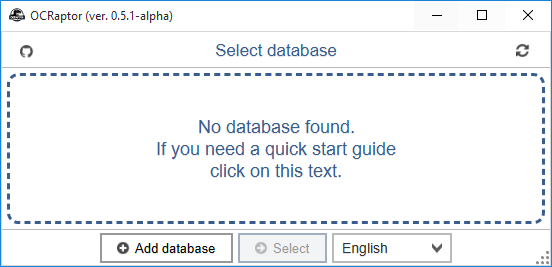 OCRaptor (ver. 0.5.1-alpha)
Select database
No database found.
If you need a quick start guide
click on this text.
Add database
Select
English